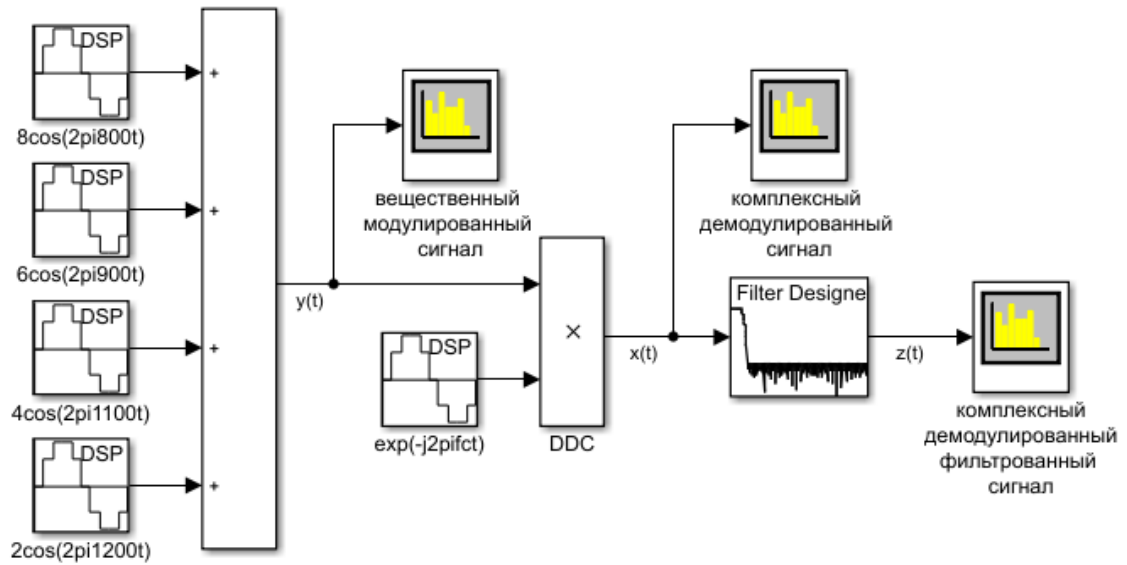 DSP
8cos(2pi800t)
+
DSP
6cos(2pi900t)
+
DSP
4cos(2pi1100t)
+
DSP
2cos(2pi1200t)
+
y(t)
вещественный
модулированный
сигнал
DSP
exp(-j2pifct)
×
DDC
x(t)
комплексный
демодулированный
сигнал
Filter Designe
z(t)
комплексный
демодулированный
фильтрованный
сигнал